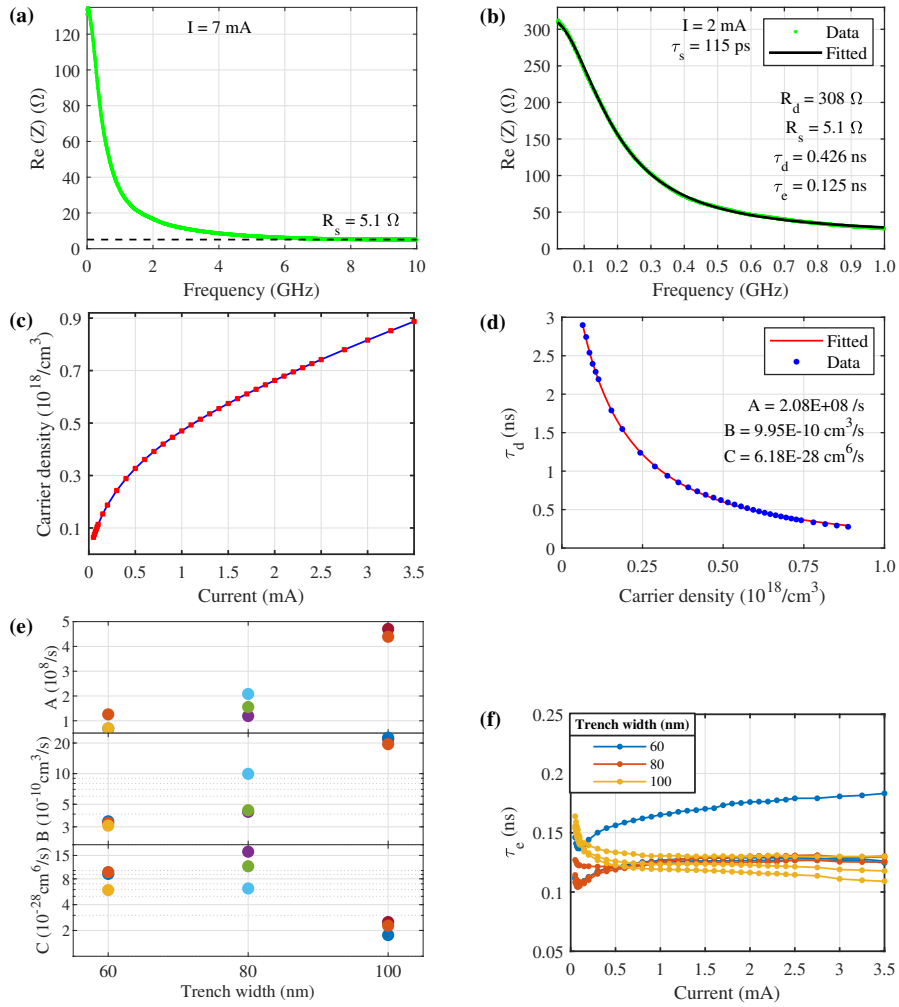 (a)
I = 7 mA
R_s = 5.1 Ω
Re (Z) (Ω)
120
100
80
60
40
20
0
0 2 4 6 8 10
Frequency (GHz)
(b)
I = 2 mA
τ_s = 115 ps
Data
Fitted
R_d = 308 Ω
R_s = 5.1 Ω
τ_d = 0.426 ns
τ_e = 0.125 ns
Re (Z) (Ω)
300
250
200
150
100
50
0
0.1 0.2 0.3 0.4 0.5 0.6 0.7 0.8 0.9 1.0
Frequency (GHz)
(c)
Carrier density (10^18/cm^3)
0.9
0.7
0.5
0.3
0.1
0 0.5 1 1.5 2 2.5 3 3.5
Current (mA)
(d)
Fitted
Data
A = 2.08E+08 /s
B = 9.95E-10 cm^3/s
C = 6.18E-28 cm^6/s
τ_d (ns)
3
2.5
2
1.5
1
0.5
0
0 0.25 0.50 0.75 1.0
Carrier density (10^18/cm^3)
(e)
A (10^8/s)
5
4
3
2
1
B (10^-10cm^3/s)
20
10
5
3
C (10^-28cm^6/s)
15
8
5
2
60 80 100
Trench width (nm)
(f)
Trench width (nm)
60
80
100
τ_e (ns)
0.25
0.2
0.15
0.1
0.05
0 0.5 1 1.5 2 2.5 3 3.5
Current (mA)